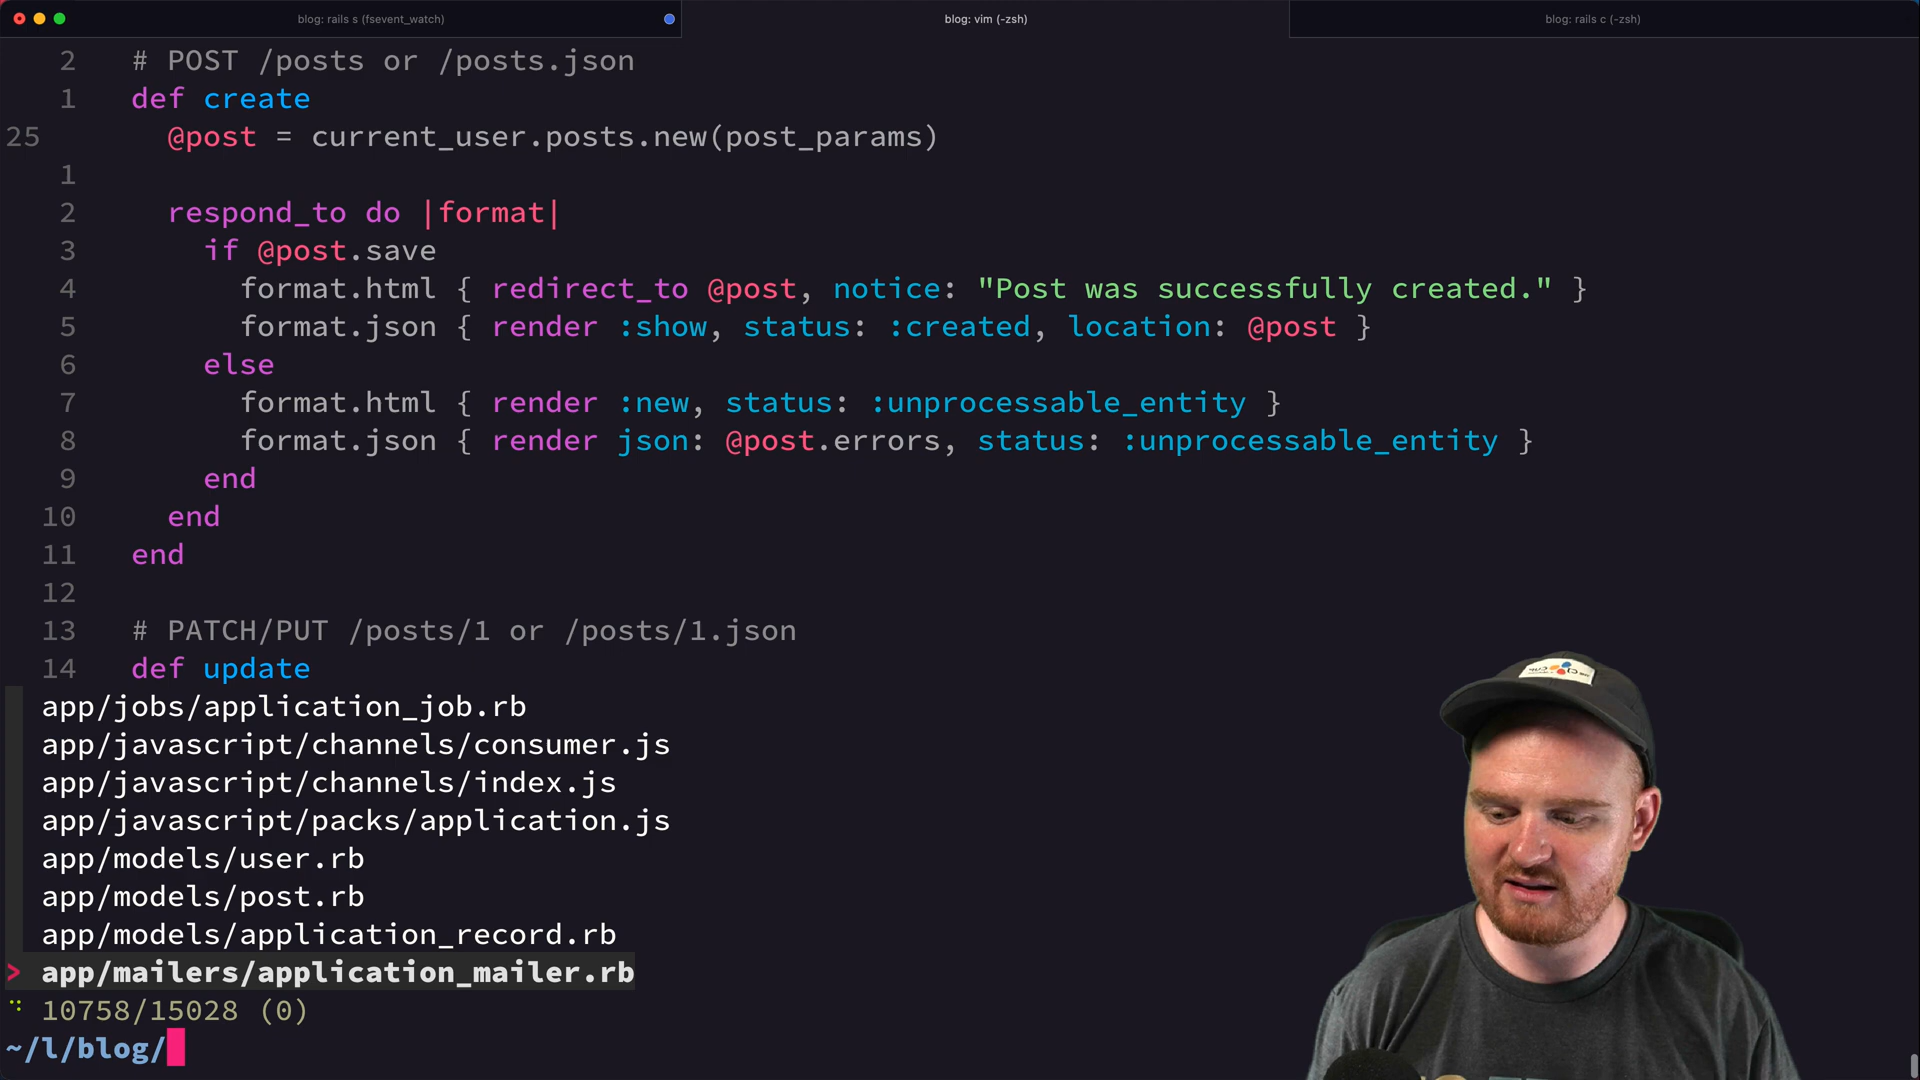 blog: rails s (fsevent_watch)
blog: vim (-zsh)
blog: rails c (-zsh)
2 # POST /posts or /posts.json
1 def create
25 @post = current_user.posts.new(post_params)
1
2 respond_to do |format|
3 if @post.save
4 format.html { redirect_to @post, notice: "Post was successfully created." }
5 format.json { render :show, status: :created, location: @post }
6 else
7 format.html { render :new, status: :unprocessable_entity }
8 format.json { render json: @post.errors, status: :unprocessable_entity }
9 end
10 end
11 end
12
13 # PATCH/PUT /posts/1 or /posts/1.json
14 def update
app/jobs/application_job.rb
app/javascript/channels/consumer.js
app/javascript/channels/index.js
app/javascript/packs/application.js
app/models/user.rb
app/models/post.rb
app/models/application_record.rb
> app/mailers/application_mailer.rb
10758/15028 (0)
~/l/blog/